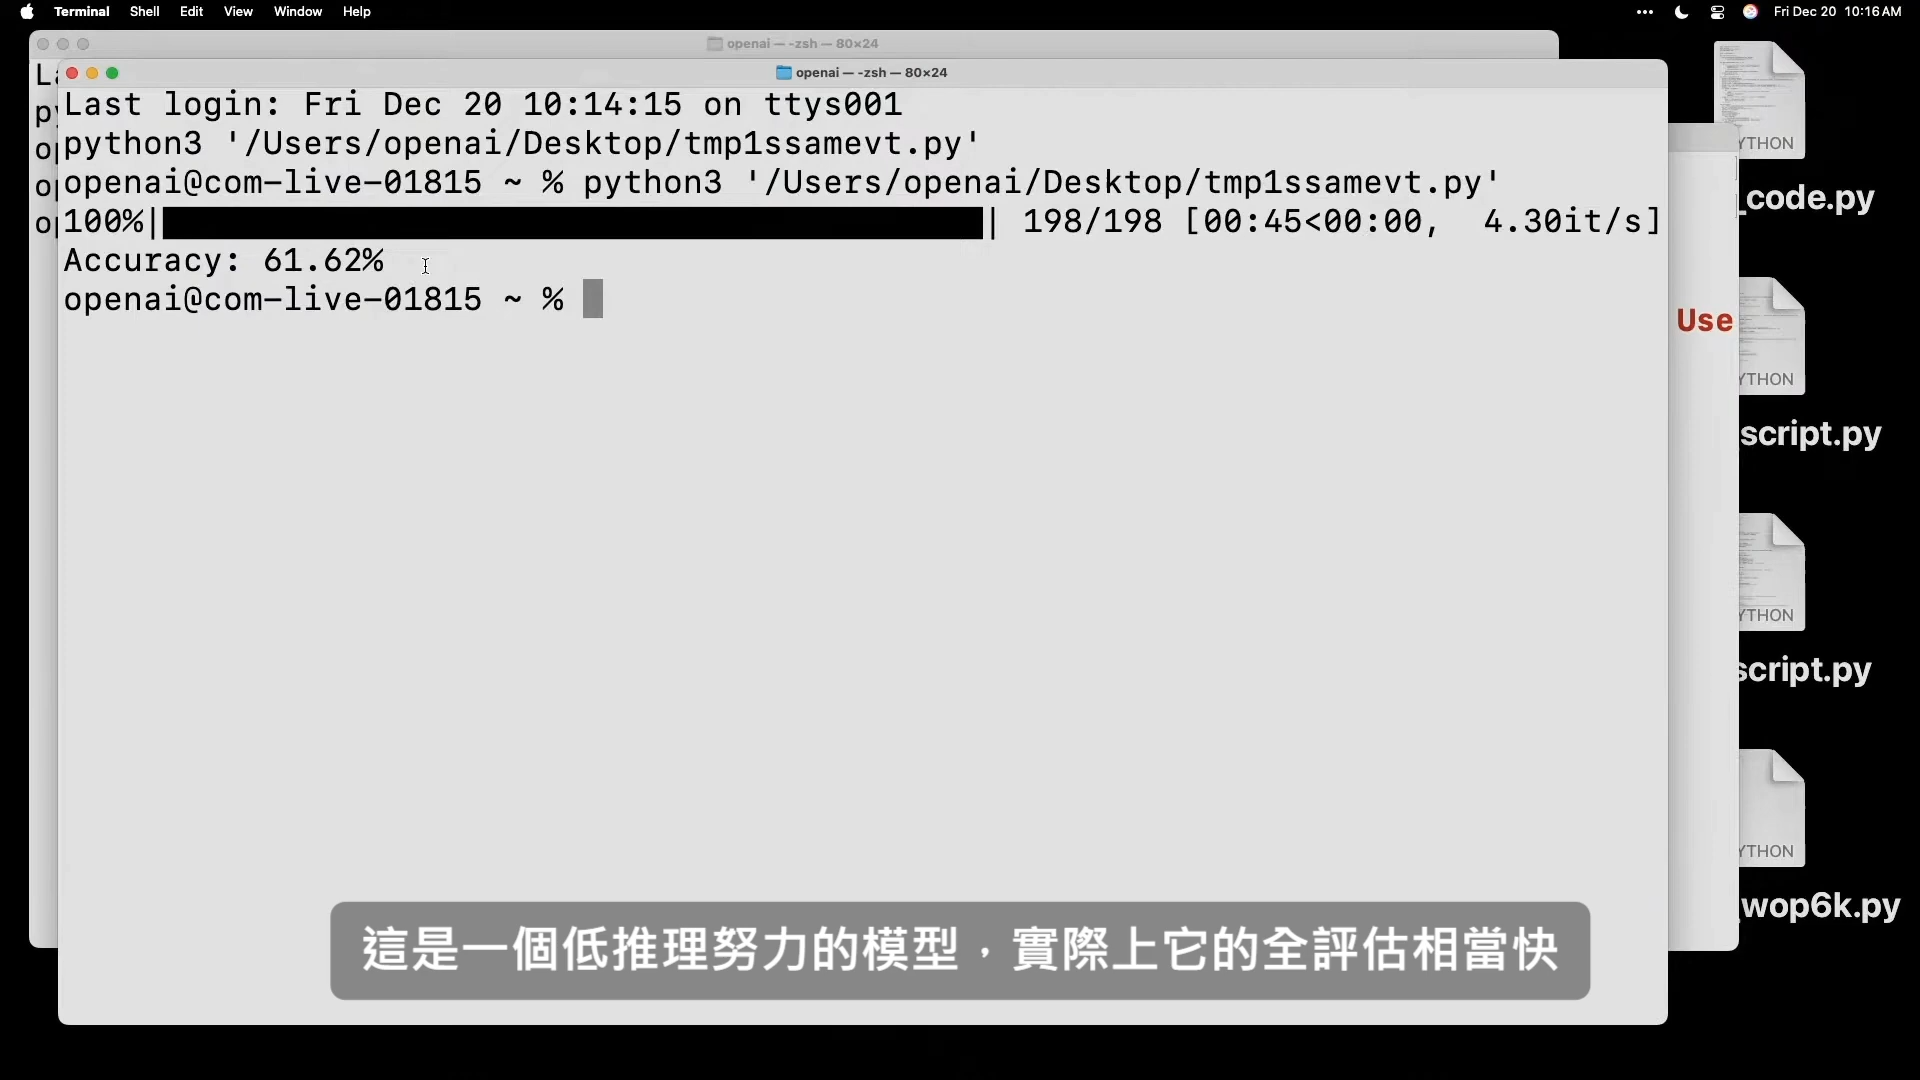 Terminal Shell Edit View Window Help
Fri Dec 20 10:16AM
openai — -zsh — 80×24
openai — -zsh — 80×24
Last login: Fri Dec 20 10:14:15 on ttys001
python3 '/Users/openai/Desktop/tmp1ssamevt.py'
openai@com-live-01815 ~ % python3 '/Users/openai/Desktop/tmp1ssamevt.py'
100%| | 198/198 [00:45<00:00, 4.30it/s]
Accuracy: 61.62%
openai@com-live-01815 ~ %
YTHON
_code.py
Use
YTHON
script.py
YTHON
script.py
YTHON
wop6k.py
這是一個低推理努力的模型，實際上它的全評估相當快